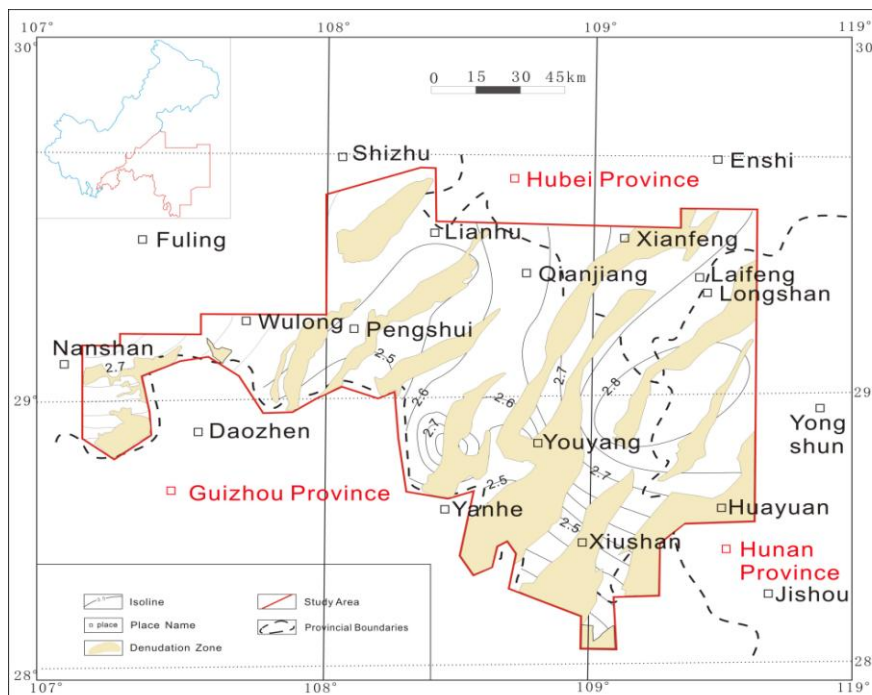 107°
108°
109°
119°
30°
30°
0 15 30 45km
Shizhu
Enshi
Hubei Province
Fuling
Lianhu
Xianfeng
Qianjiang
Laifeng
Longshan
Wulong
Pengshui
Nanshan
2.7
2.5
2.6
2.6
2.7
2.8
29°
29°
Daozhen
2.7
Youyang
Yong
shun
2.5
2.7
Guizhou Province
Yanhe
Huayuan
2.5
Xiushan
Hunan
Province
Jishou
Isoline
Study Area
place
Place Name
Provincial Boundaries
Denudation Zone
28°
28°
107°
108°
109°
119°